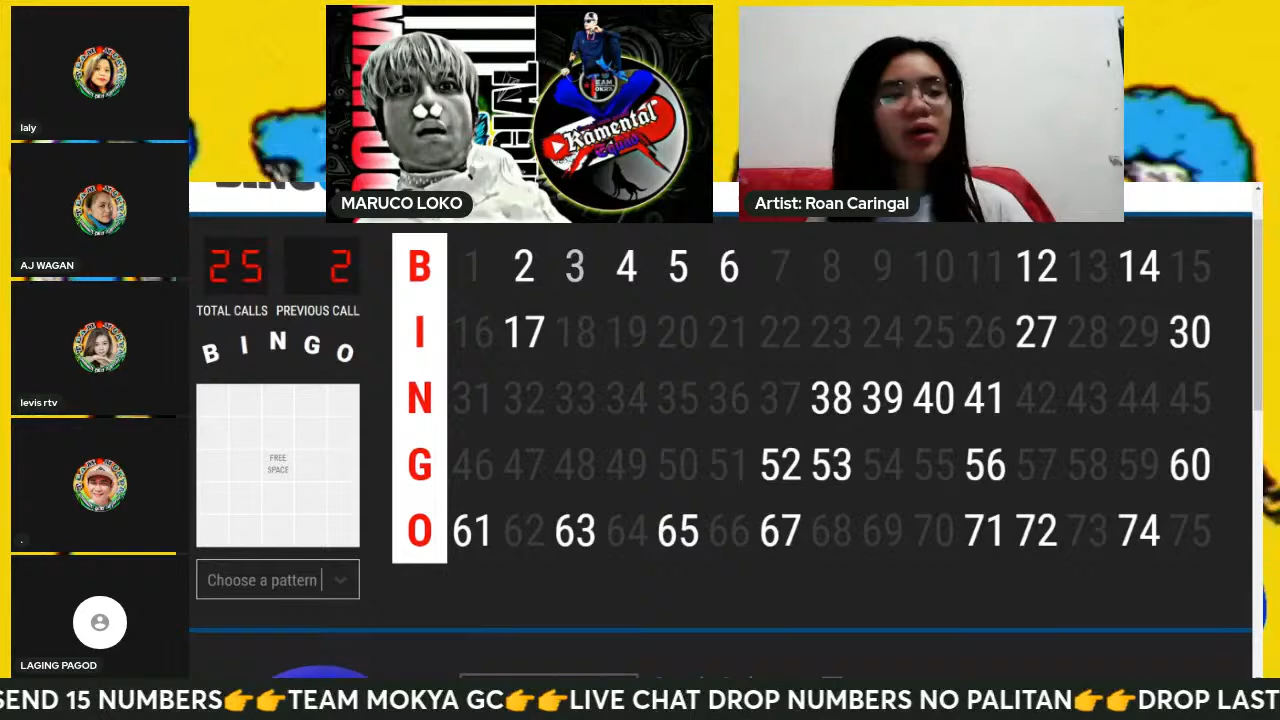 laly
AJ WAGAN
levis rtv
.
LAGING PAGOD
MARUCO LOKO
TEAM
Kamental
Squad
Artist: Roan Caringal
25 2
TOTAL CALLS PREVIOUS CALL
B I N G O
FREE
SPACE
Choose a pattern
B 1 2 3 4 5 6 7 8 9 10 11 12 13 14 15
I 16 17 18 19 20 21 22 23 24 25 26 27 28 29 30
N 31 32 33 34 35 36 37 38 39 40 41 42 43 44 45
G 46 47 48 49 50 51 52 53 54 55 56 57 58 59 60
O 61 62 63 64 65 66 67 68 69 70 71 72 73 74 75
SEND 15 NUMBERS👉👉TEAM MOKYA GC👉👉LIVE CHAT DROP NUMBERS NO PALITAN👉👉DROP LAST